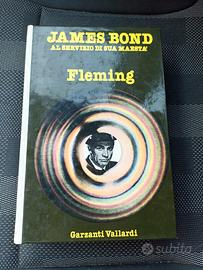 JAMES BOND
AL SERVIZIO DI SUA MAESTA'
Fleming
Garzanti Vallardi
subito